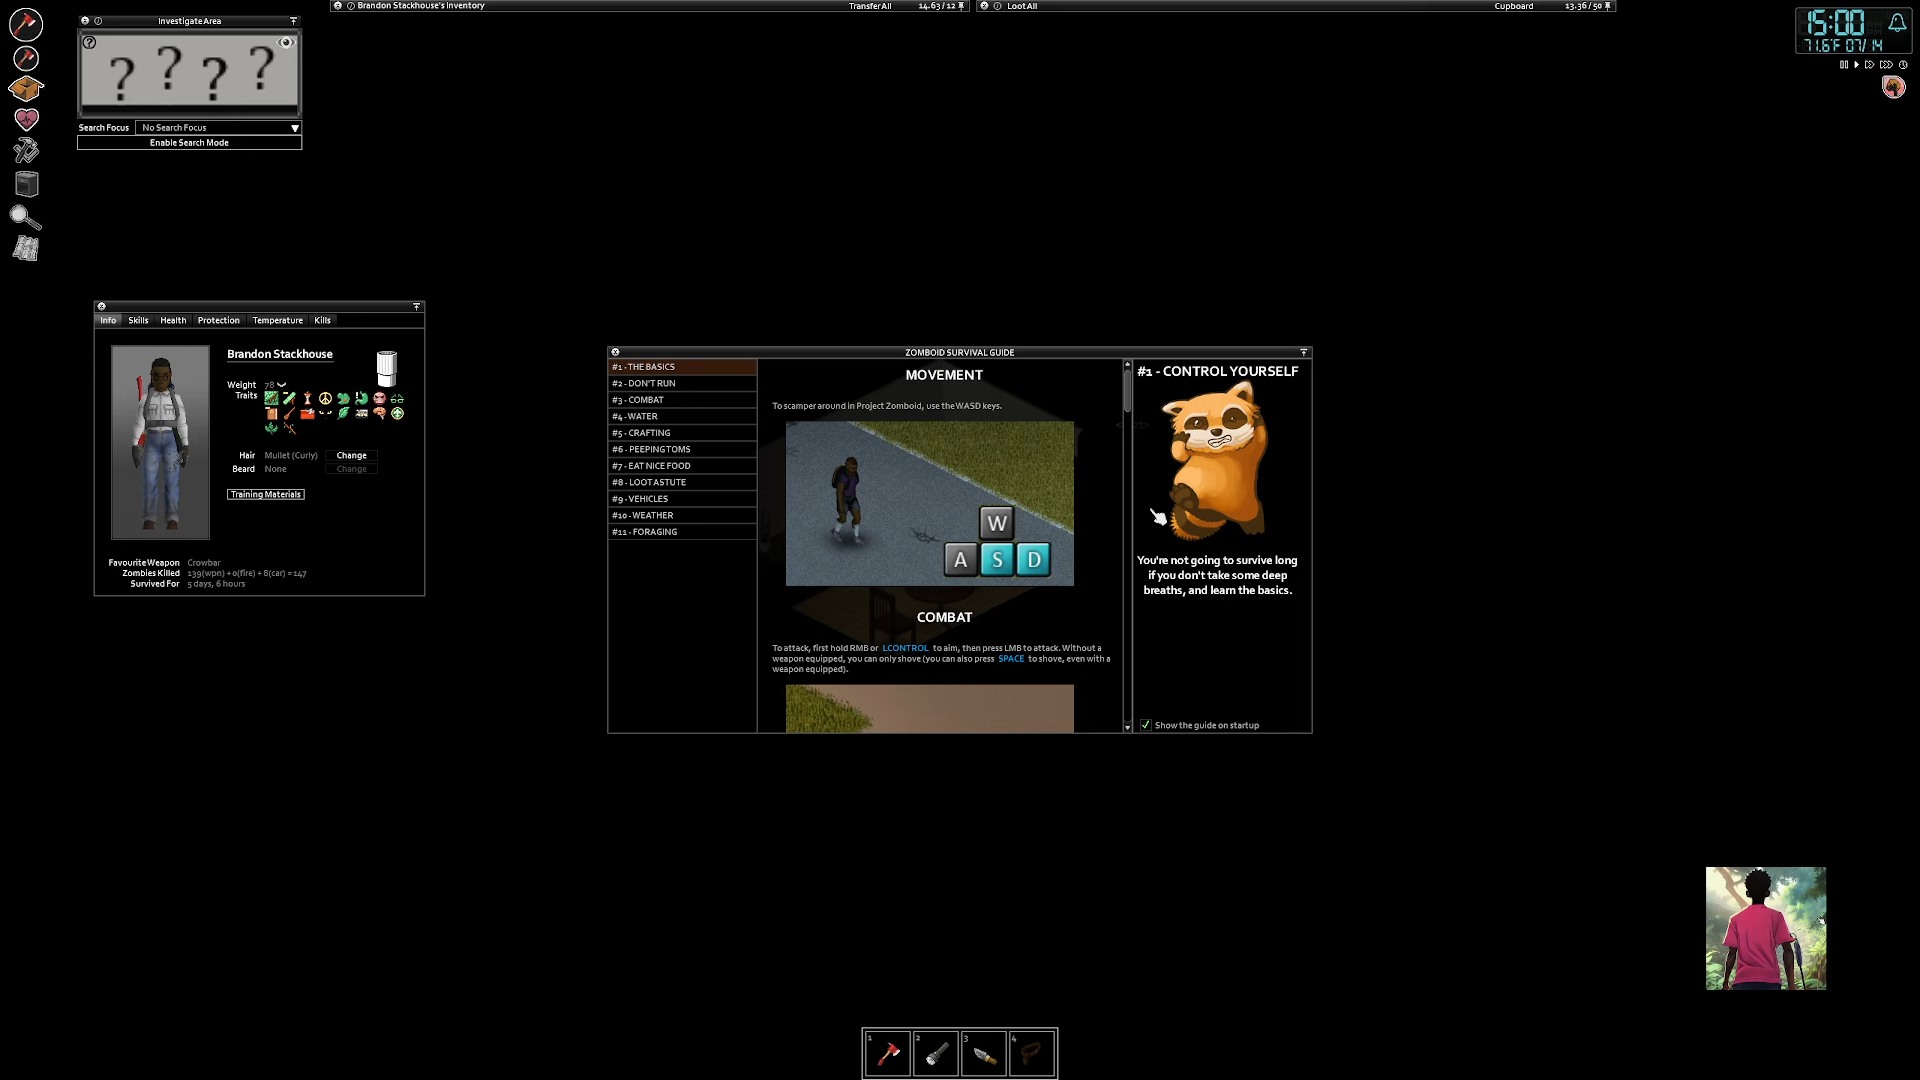 Investigate Area
? ? ? ?
Search Focus No Search Focus
Enable Search Mode
Brandon Stackhouse's Inventory Transfer All 14.63 / 12
Loot All Cupboard 13.36 / 50
15:00
71.6°F 07/14
Info Skills Health Protection Temperature Kills
Brandon Stackhouse
Weight 78
Traits
Hair Mullet (Curly) Change
Beard None Change
Training Materials
Favourite Weapon Crowbar
Zombies Killed 139(wpn) + 0(fire) + 8(car) = 147
Survived For 5 days, 6 hours
ZOMBOID SURVIVAL GUIDE
#1 - THE BASICS
#2 - DON'T RUN
#3 - COMBAT
#4 - WATER
#5 - CRAFTING
#6 - PEEPING TOMS
#7 - EAT NICE FOOD
#8 - LOOT ASTUTE
#9 - VEHICLES
#10 - WEATHER
#11 - FORAGING
MOVEMENT
To scamper around in Project Zomboid, use the WASD keys.
W
A S D
COMBAT
To attack, first hold RMB or LCONTROL to aim, then press LMB to attack. Without a
weapon equipped, you can only shove (you can also press SPACE to shove, even with a
weapon equipped).
#1 - CONTROL YOURSELF
You're not going to survive long
if you don't take some deep
breaths, and learn the basics.
Show the guide on startup
1 2 3 4